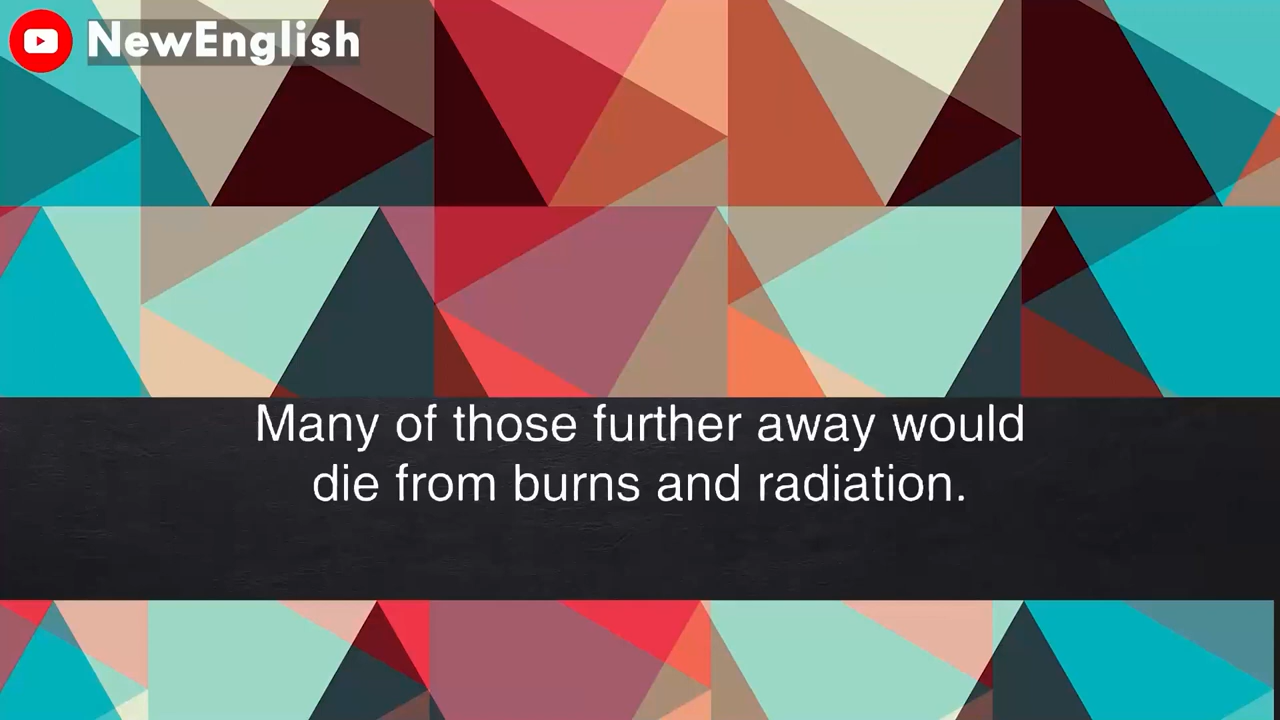 NewEnglish
Many of those further away would
die from burns and radiation.